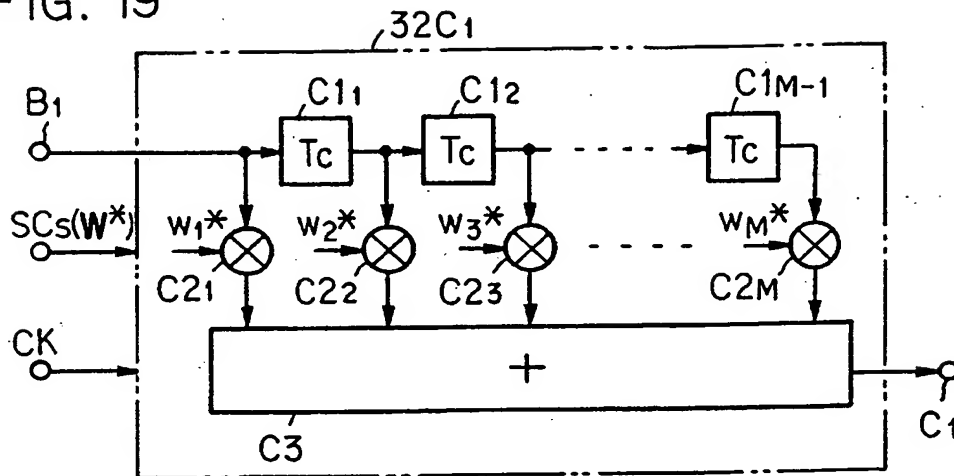 FIG. 19
32C1
B1
C11
C12
C1M-1
Tc
Tc
Tc
SCs(W*)
w1*
w2*
w3*
wM*
C21
C22
C23
C2M
CK
+
C3
C1